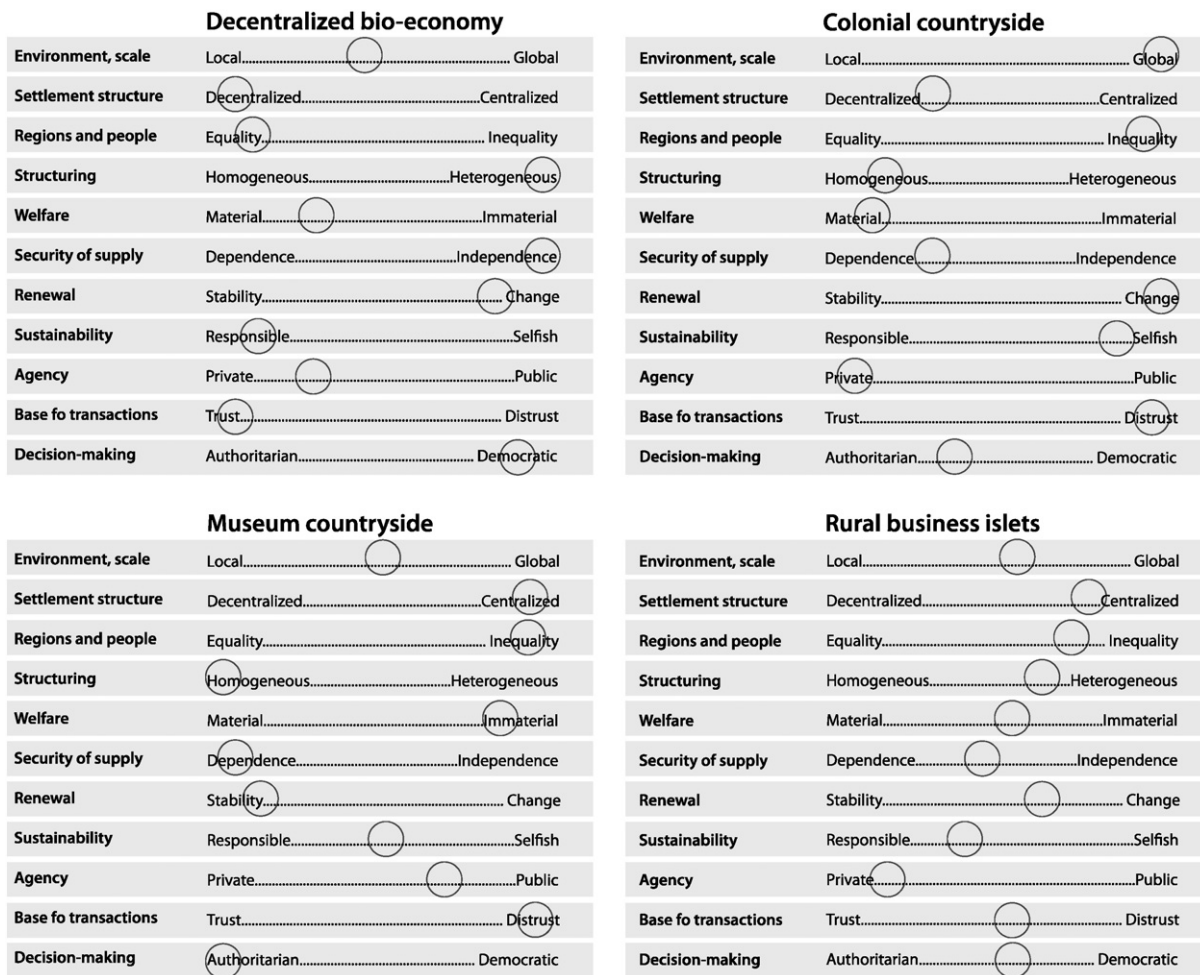 Decentralized bio-economy
Environment, scale Local Global
Settlement structure Decentralized Centralized
Regions and people Equality Inequality
Structuring Homogeneous Heterogeneous
Welfare Material Immaterial
Security of supply Dependence Independence
Renewal Stability Change
Sustainability Responsible Selfish
Agency Private Public
Base fo transactions Trust Distrust
Decision-making Authoritarian Democratic
Colonial countryside
Environment, scale Local Global
Settlement structure Decentralized Centralized
Regions and people Equality Inequality
Structuring Homogeneous Heterogeneous
Welfare Material Immaterial
Security of supply Dependence Independence
Renewal Stability Change
Sustainability Responsible Selfish
Agency Private Public
Base fo transactions Trust Distrust
Decision-making Authoritarian Democratic
Museum countryside
Environment, scale Local Global
Settlement structure Decentralized Centralized
Regions and people Equality Inequality
Structuring Homogeneous Heterogeneous
Welfare Material Immaterial
Security of supply Dependence Independence
Renewal Stability Change
Sustainability Responsible Selfish
Agency Private Public
Base fo transactions Trust Distrust
Decision-making Authoritarian Democratic
Rural business islets
Environment, scale Local Global
Settlement structure Decentralized Centralized
Regions and people Equality Inequality
Structuring Homogeneous Heterogeneous
Welfare Material Immaterial
Security of supply Dependence Independence
Renewal Stability Change
Sustainability Responsible Selfish
Agency Private Public
Base fo transactions Trust Distrust
Decision-making Authoritarian Democratic